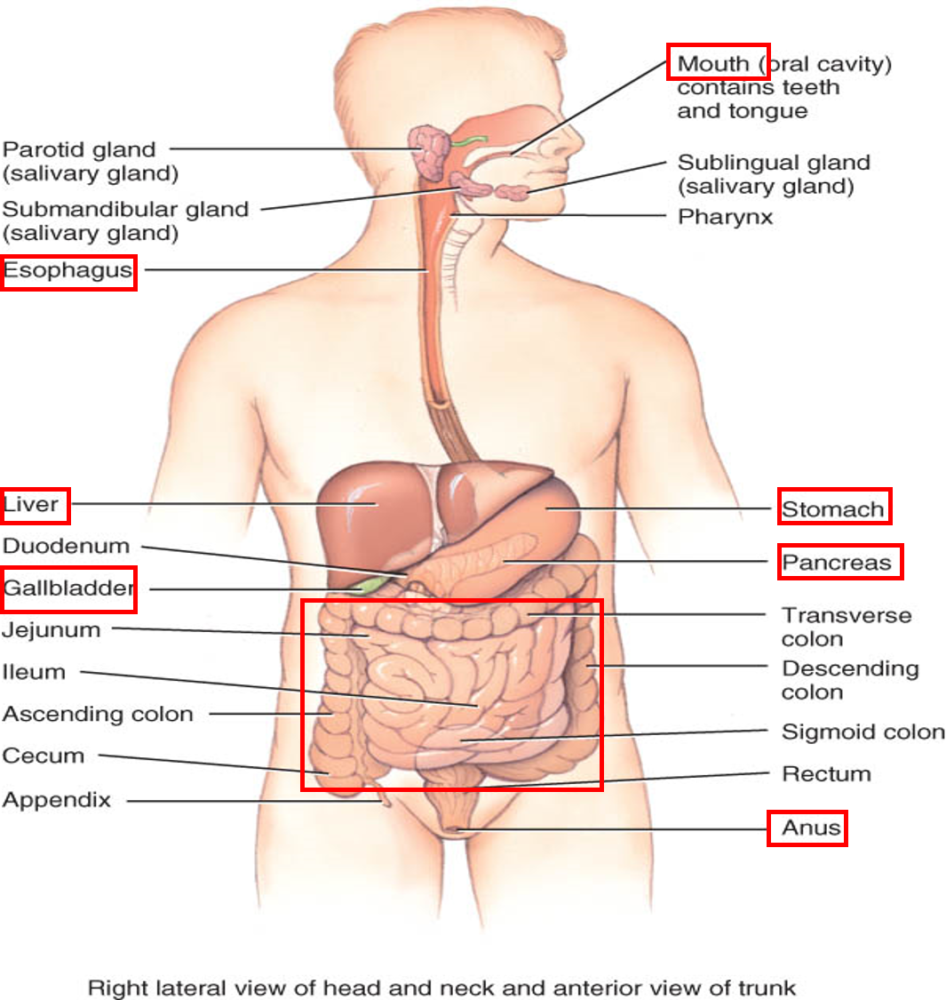 Mouth (oral cavity)
contains teeth
and tongue
Parotid gland
(salivary gland)
Sublingual gland
(salivary gland)
Submandibular gland
(salivary gland)
Pharynx
Esophagus
Liver
Stomach
Duodenum
Pancreas
Gallbladder
Transverse
colon
Jejunum
Descending
colon
Ileum
Ascending colon
Sigmoid colon
Cecum
Rectum
Appendix
Anus
Right lateral view of head and neck and anterior view of trunk